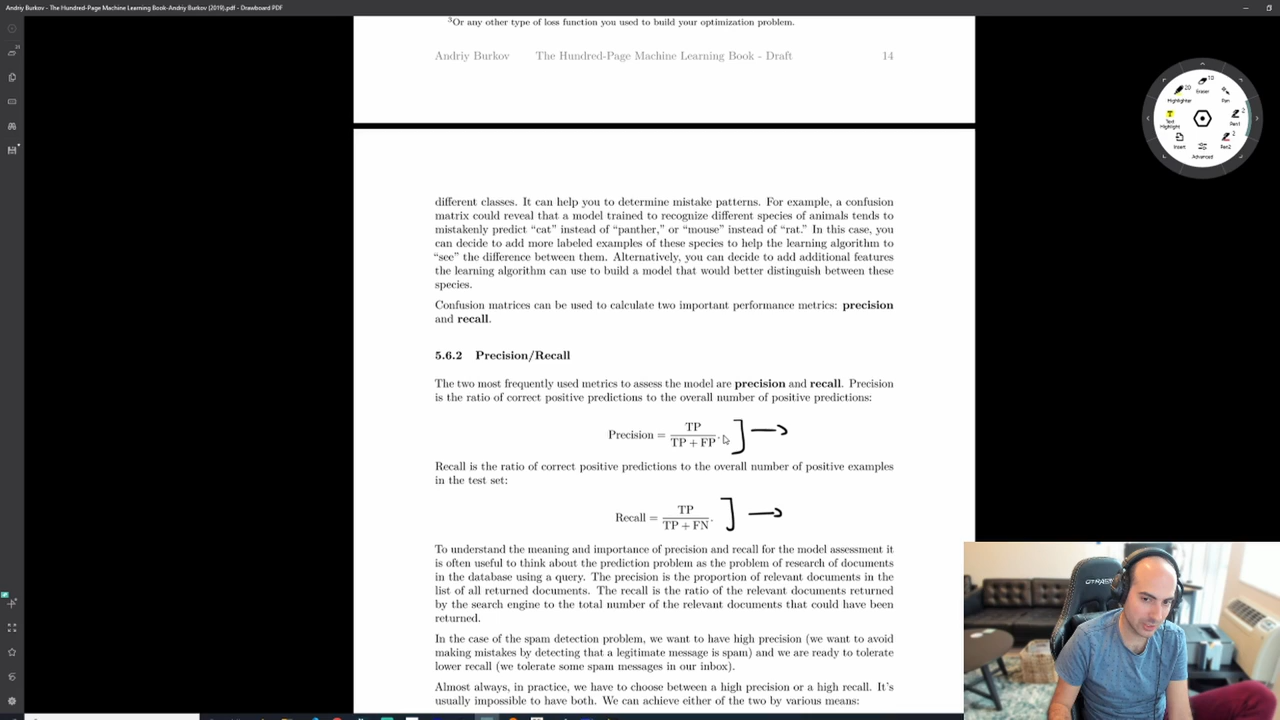 Andriy Burkov - The Hundred-Page Machine Learning Book-Andriy Burkov (2019).pdf - Drawboard PDF
³Or any other type of loss function you used to build your optimization problem.
Andriy Burkov The Hundred-Page Machine Learning Book - Draft 14
different classes. It can help you to determine mistake patterns. For example, a confusion
matrix could reveal that a model trained to recognize different species of animals tends to
mistakenly predict “cat” instead of “panther,” or “mouse” instead of “rat.” In this case, you
can decide to add more labeled examples of these species to help the learning algorithm to
“see” the difference between them. Alternatively, you can decide to add additional features
the learning algorithm can use to build a model that would better distinguish between these
species.
Confusion matrices can be used to calculate two important performance metrics: precision
and recall.
5.6.2 Precision/Recall
The two most frequently used metrics to assess the model are precision and recall. Precision
is the ratio of correct positive predictions to the overall number of positive predictions:
Precision = TP / TP + FP .
Recall is the ratio of correct positive predictions to the overall number of positive examples
in the test set:
Recall = TP / TP + FN .
To understand the meaning and importance of precision and recall for the model assessment it
is often useful to think about the prediction problem as the problem of research of documents
in the database using a query. The precision is the proportion of relevant documents in the
list of all returned documents. The recall is the ratio of the relevant documents returned
by the search engine to the total number of the relevant documents that could have been
returned.
In the case of the spam detection problem, we want to have high precision (we want to avoid
making mistakes by detecting that a legitimate message is spam) and we are ready to tolerate
lower recall (we tolerate some spam messages in our inbox).
Almost always, in practice, we have to choose between a high precision or a high recall. It's
usually impossible to have both. We can achieve either of the two by various means:
Highlighter 20
Eraser 10
Pen
Text Highlight
Pen1 2
Insert
Pen2 2
Advanced